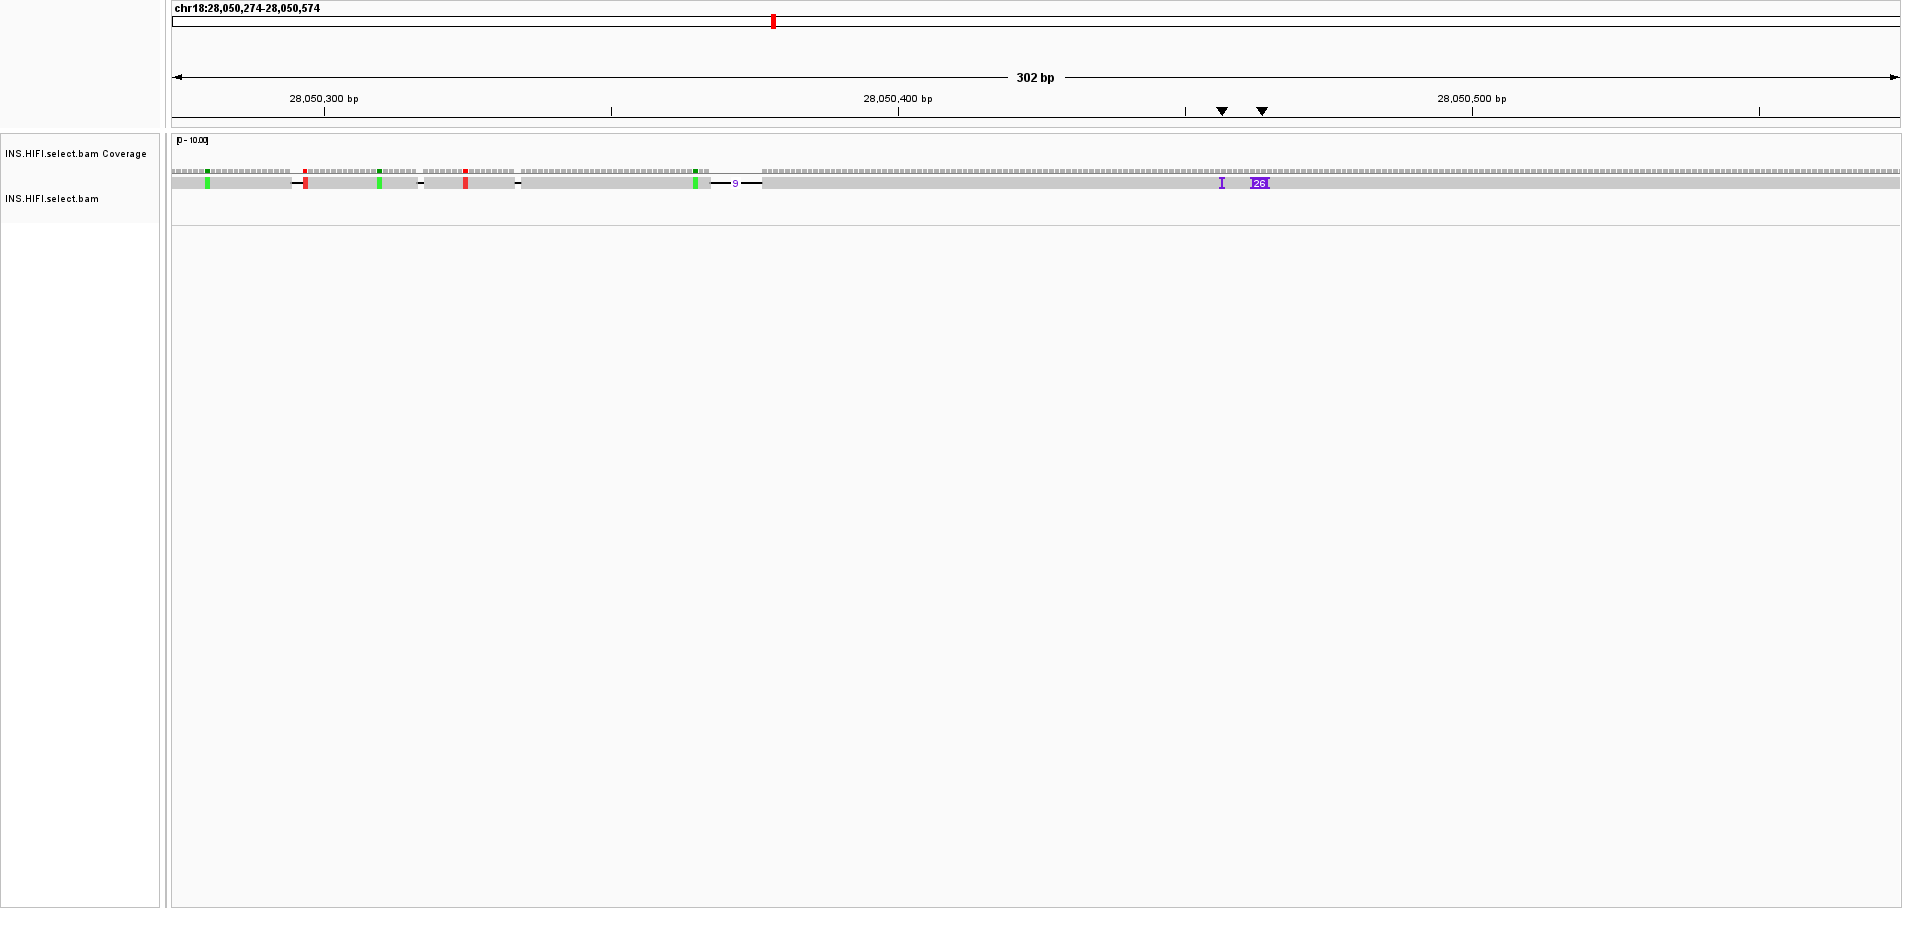 chr18:28,050,274-28,050,574
302 bp
28,050,300 bp 28,050,400 bp 28,050,500 bp
[0 - 10.00]
INS.HIFI.select.bam Coverage
9 26
INS.HIFI.select.bam